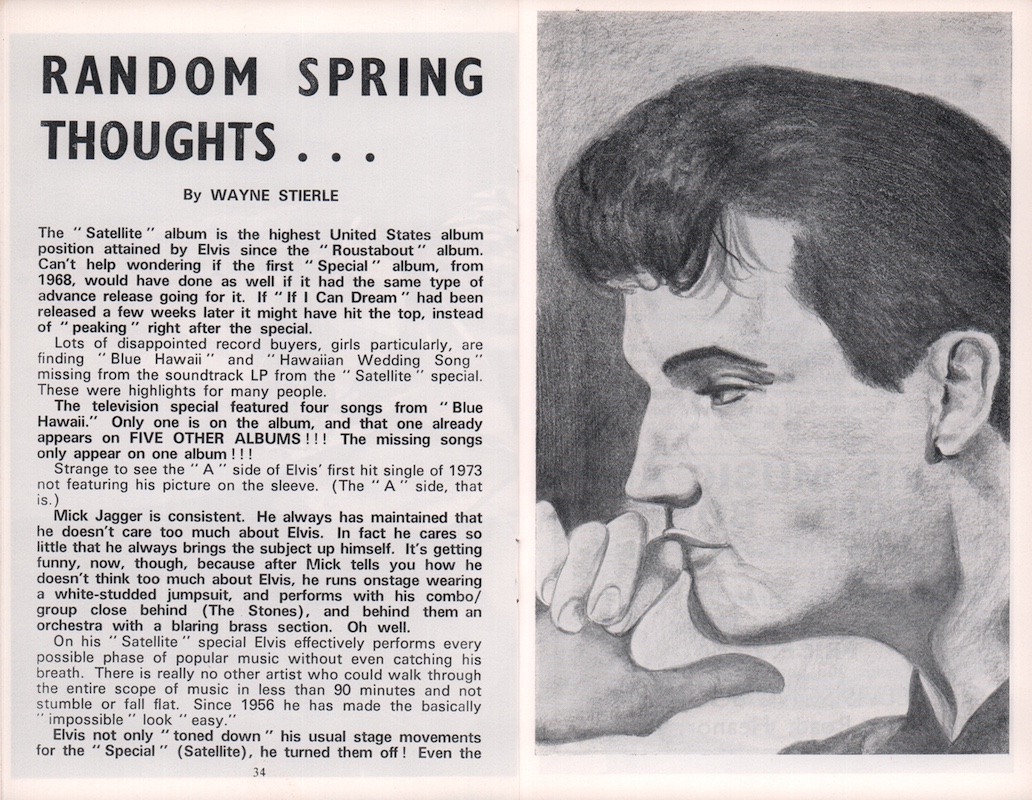 RANDOM SPRING
THOUGHTS . . .
By WAYNE STIERLE
The " Satellite " album is the highest United States album
position attained by Elvis since the " Roustabout " album.
Can't help wondering if the first " Special " album, from
1968, would have done as well if it had the same type of
advance release going for it. If " If I Can Dream " had been
released a few weeks later it might have hit the top, instead
of " peaking " right after the special.
Lots of disappointed record buyers, girls particularly, are
finding " Blue Hawaii " and " Hawaiian Wedding Song "
missing from the soundtrack LP from the " Satellite " special.
These were highlights for many people.
The television special featured four songs from " Blue
Hawaii." Only one is on the album, and that one already
appears on FIVE OTHER ALBUMS ! ! ! The missing songs
only appear on one album ! ! !
Strange to see the " A " side of Elvis' first hit single of 1973
not featuring his picture on the sleeve. (The " A " side, that
is.)
Mick Jagger is consistent. He always has maintained that
he doesn't care too much about Elvis. In fact he cares so
little that he always brings the subject up himself. It's getting
funny, now, though, because after Mick tells you how he
doesn't think too much about Elvis, he runs onstage wearing
a white-studded jumpsuit, and performs with his combo/
group close behind (The Stones), and behind them an
orchestra with a blaring brass section. Oh well.
On his " Satellite " special Elvis effectively performs every
possible phase of popular music without even catching his
breath. There is really no other artist who could walk through
the entire scope of music in less than 90 minutes and not
stumble or fall flat. Since 1956 he has made the basically
" impossible " look " easy."
Elvis not only " toned down " his usual stage movements
for the " Special " (Satellite), he turned them off ! Even the
34